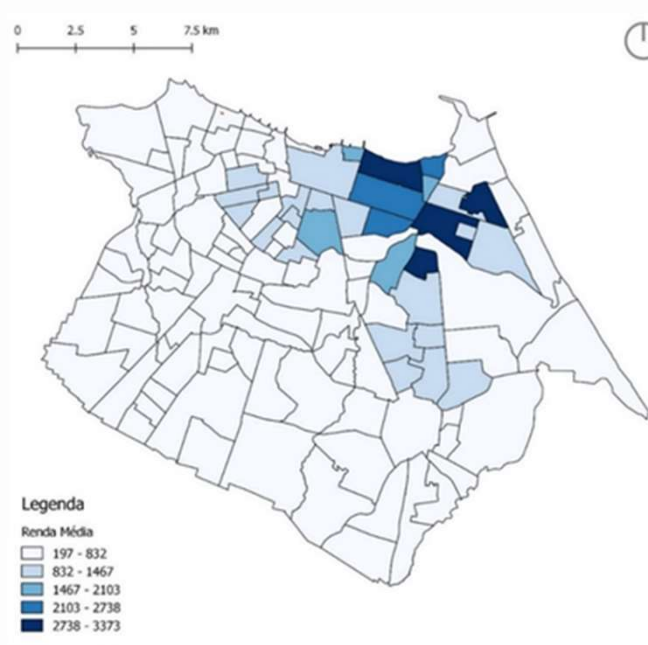 0 2.5 5 7.5 km
Legenda
Renda Média
197 - 832
832 - 1467
1467 - 2103
2103 - 2738
2738 - 3373